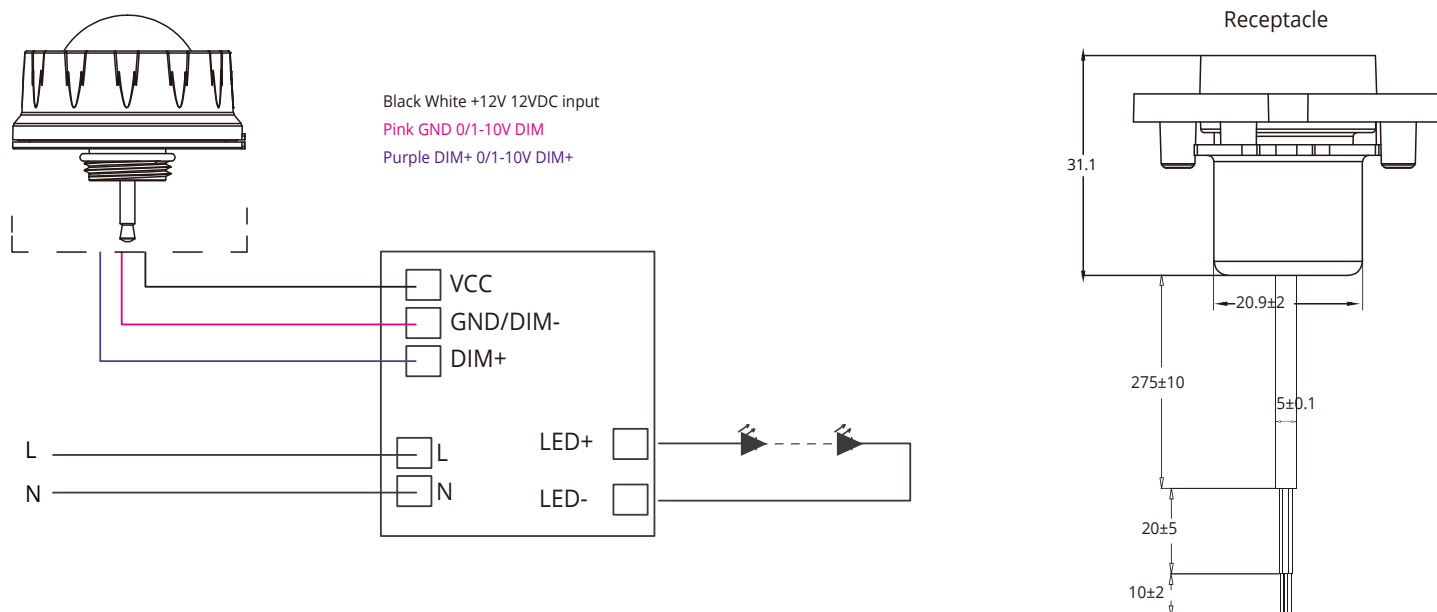 Receptacle
Black White +12V 12VDC input
Pink GND 0/1-10V DIM
Purple DIM+ 0/1-10V DIM+
31.1
VCC
GND/DIM-
DIM+
20.9±2
275±10
5±0.1
L
L
LED+
N
N
LED-
20±5
10±2